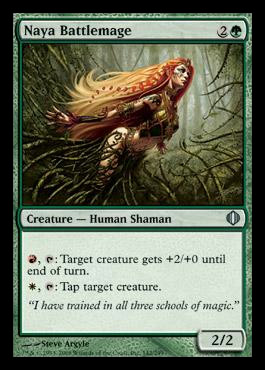 Naya Battlemage 2
Creature — Human Shaman
: Target creature gets +2/+0 until
end of turn.
: Tap target creature.
“I have trained in all three schools of magic.”
Steve Argyle
2/2